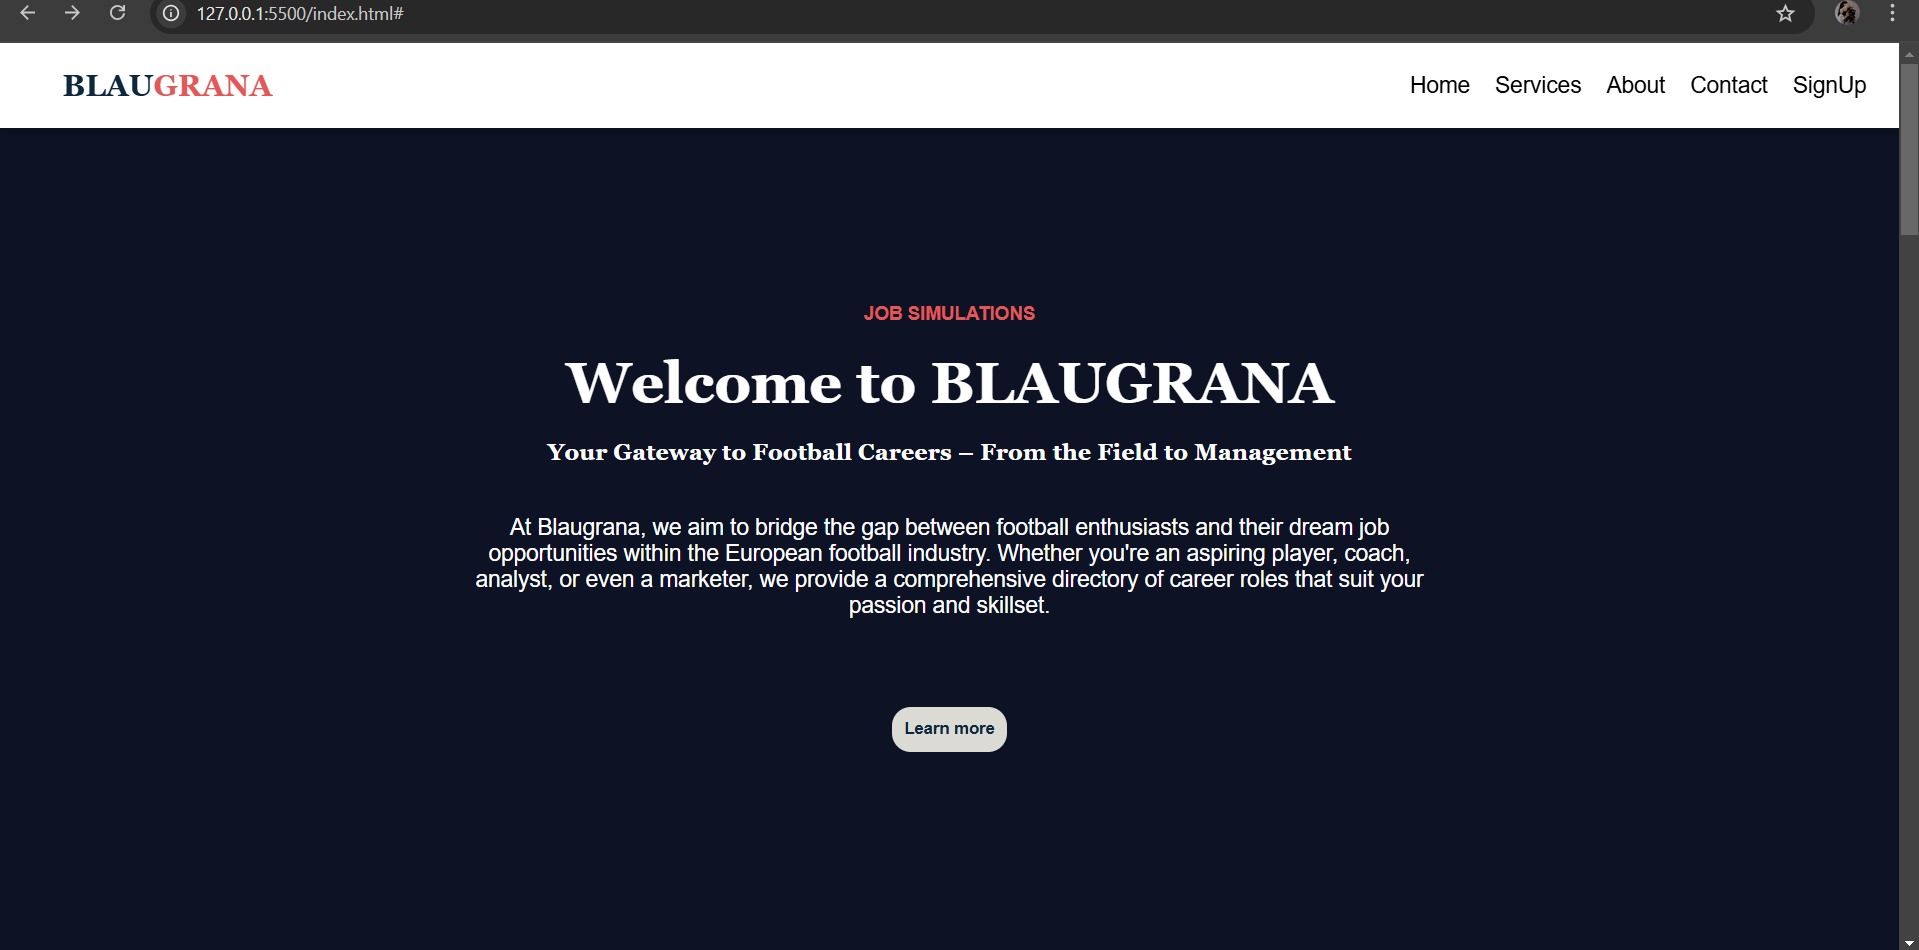 127.0.0.1:5500/index.html#
BLAUGRANA
Home Services About Contact SignUp
JOB SIMULATIONS
Welcome to BLAUGRANA
Your Gateway to Football Careers – From the Field to Management
At Blaugrana, we aim to bridge the gap between football enthusiasts and their dream job
opportunities within the European football industry. Whether you're an aspiring player, coach,
analyst, or even a marketer, we provide a comprehensive directory of career roles that suit your
passion and skillset.
Learn more